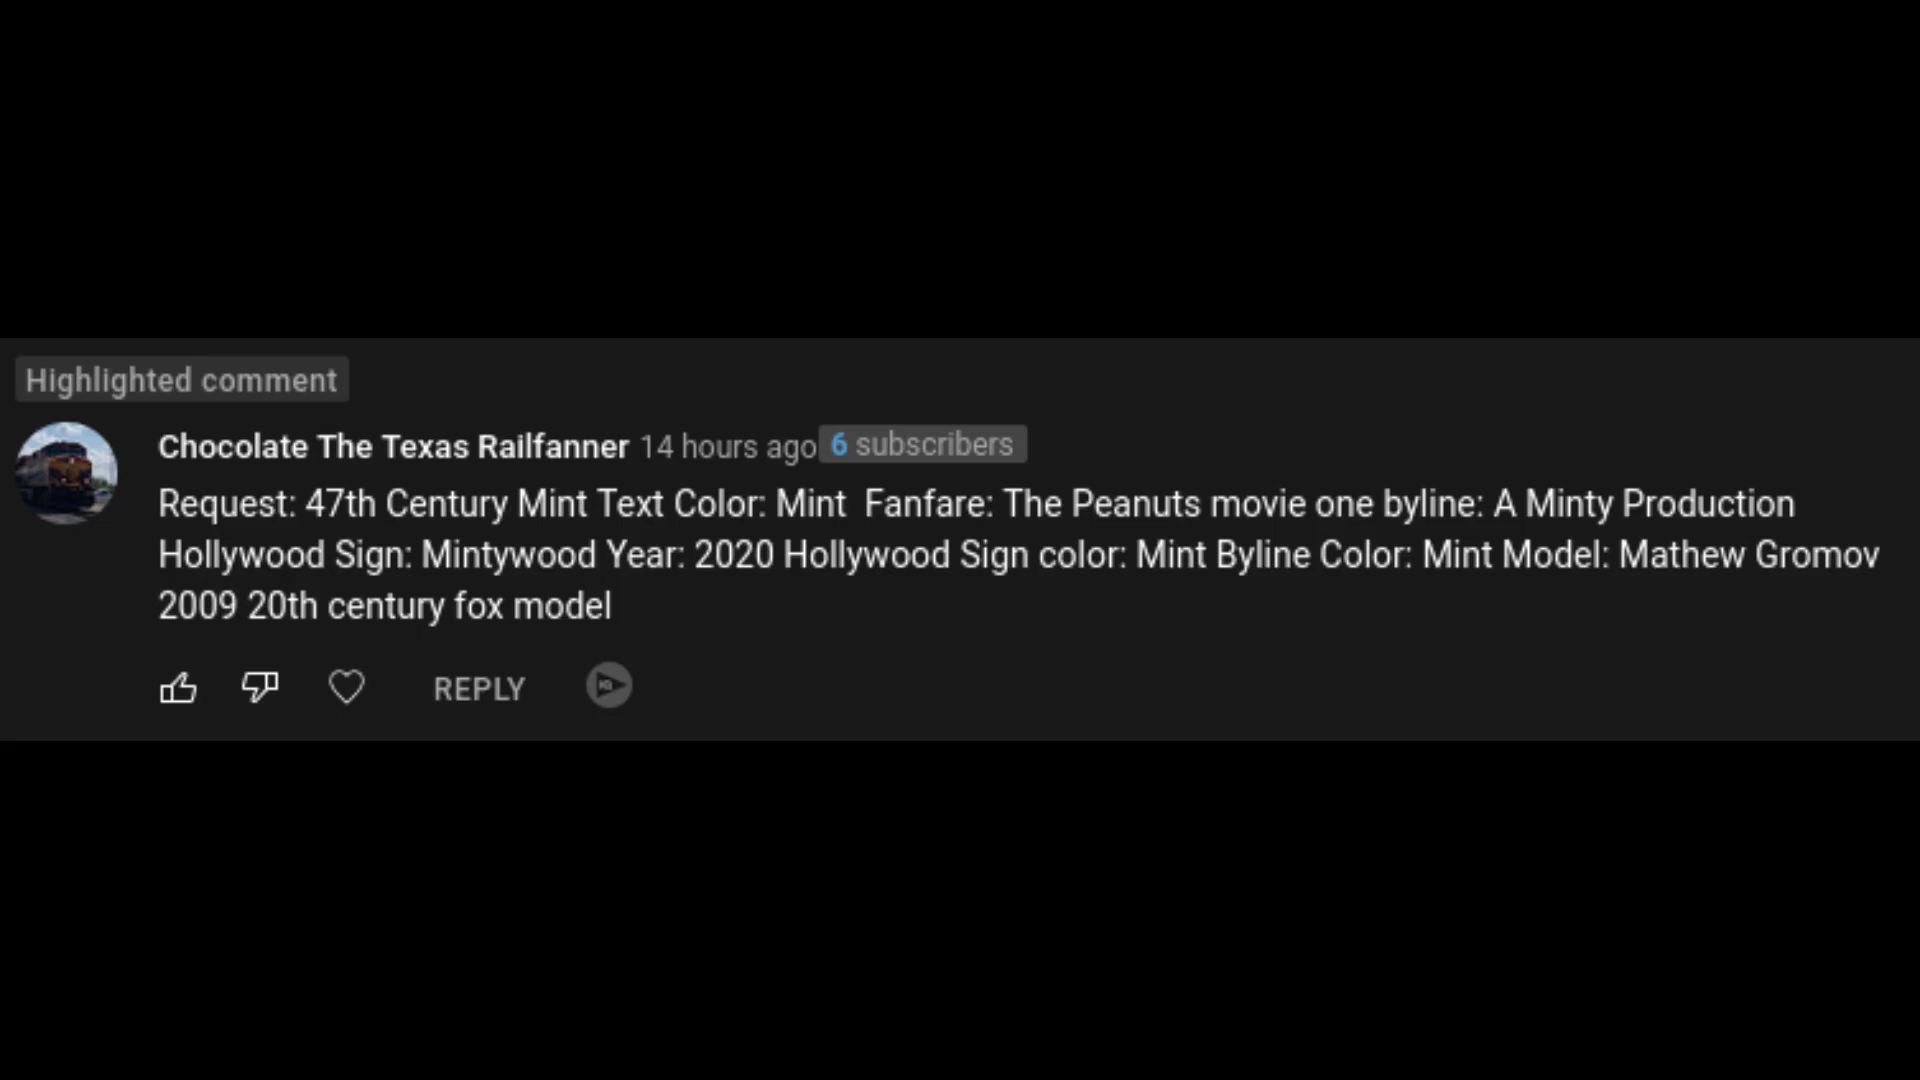 Highlighted comment
Chocolate The Texas Railfanner 14 hours ago 6 subscribers
Request: 47th Century Mint Text Color: Mint  Fanfare: The Peanuts movie one byline: A Minty Production
Hollywood Sign: Mintywood Year: 2020 Hollywood Sign color: Mint Byline Color: Mint Model: Mathew Gromov
2009 20th century fox model
REPLY